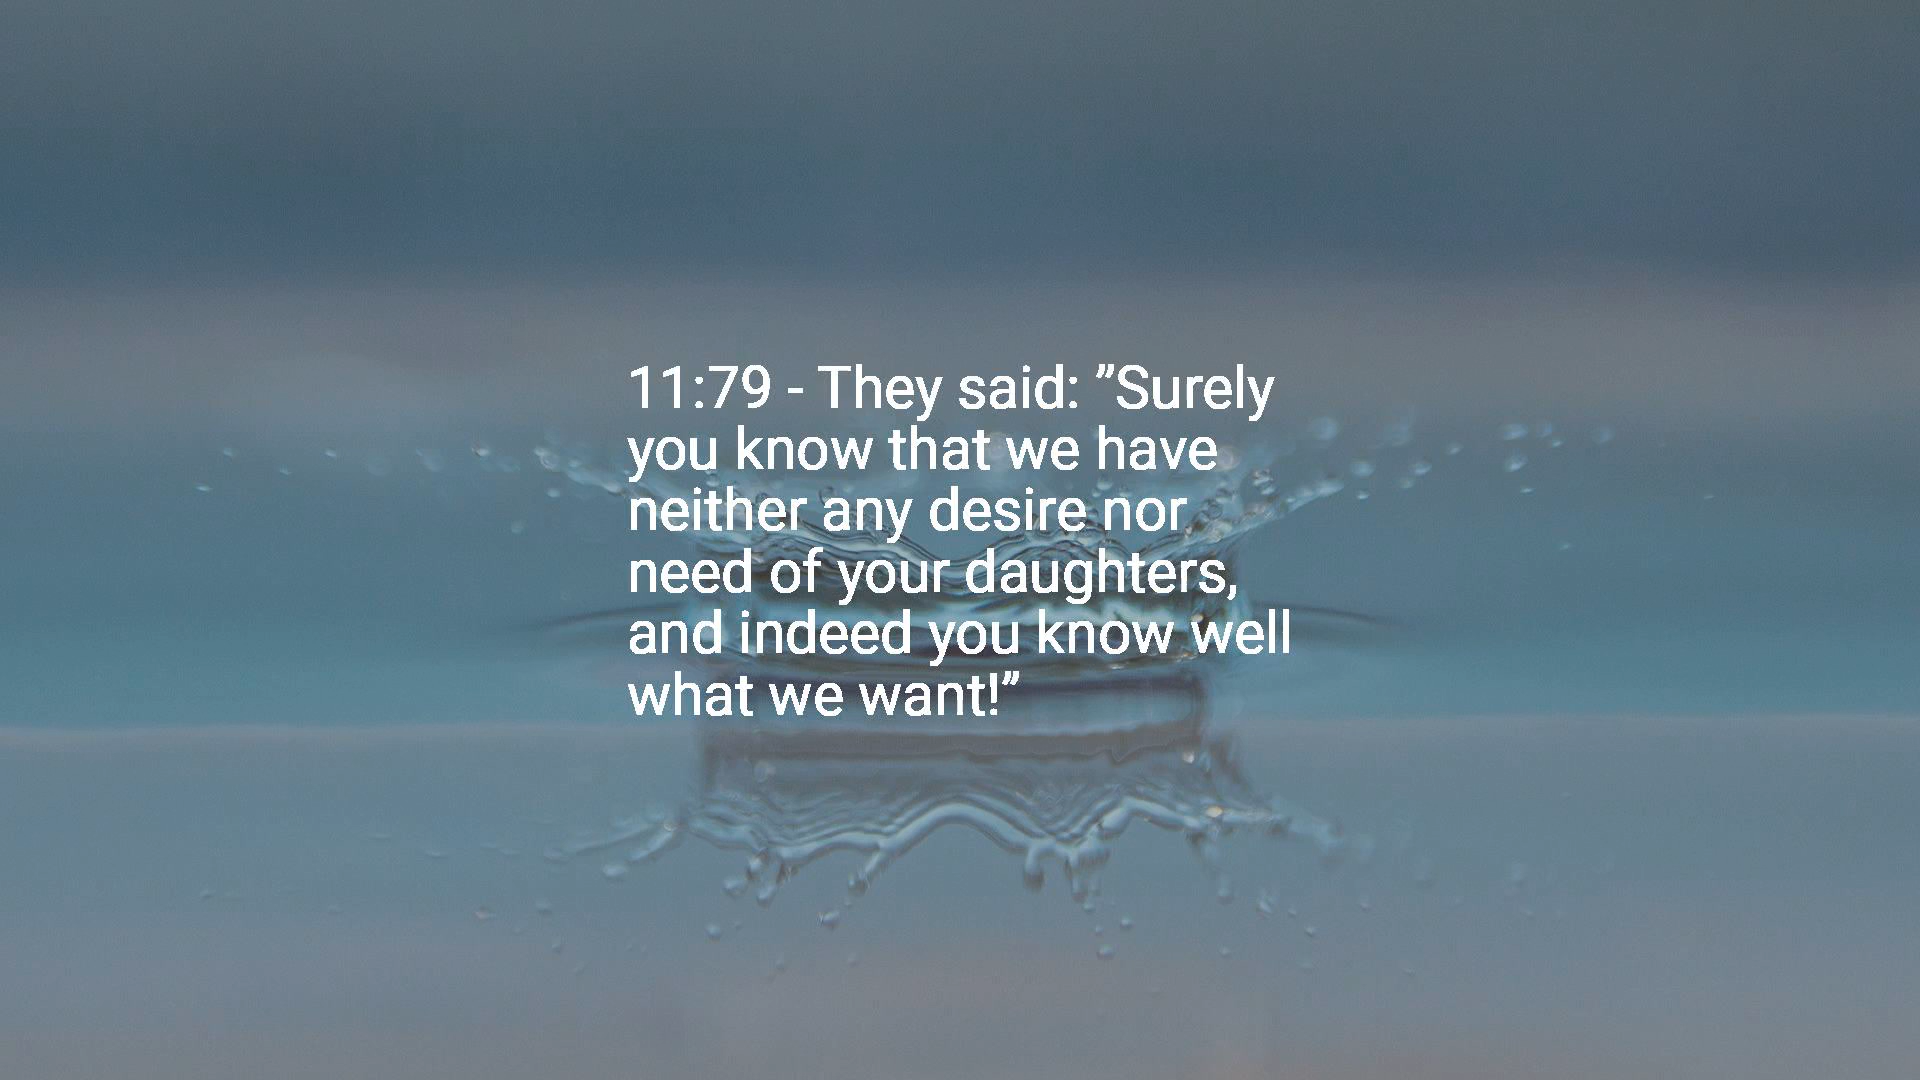 11:79 - They said: ”Surely
you know that we have
neither any desire nor
need of your daughters,
and indeed you know well
what we want!”